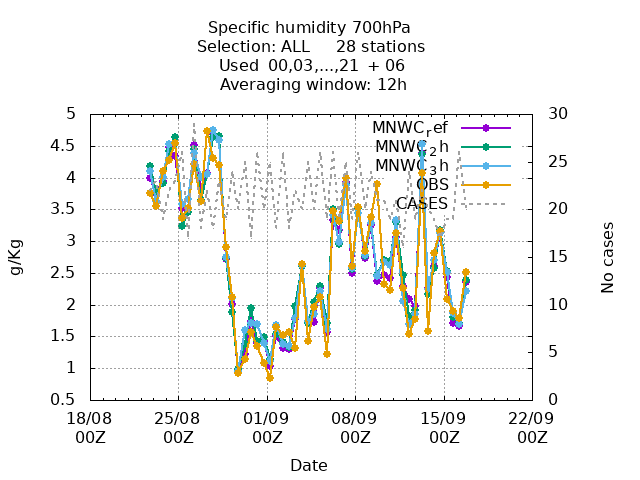 Specific humidity 700hPa
Selection: ALL 28 stations
Used 00,03,...,21 + 06
Averaging window: 12h
5 30
MNWC_ref
4.5 MNWC_2h 25
MNWC_3h
4 OBS 20
3.5 CASES
3 15
2.5
2 10
1.5
1 5
0.5 0
g/Kg
No cases
18/08 25/08 01/09 08/09 15/09 22/09
00Z 00Z 00Z 00Z 00Z 00Z
Date